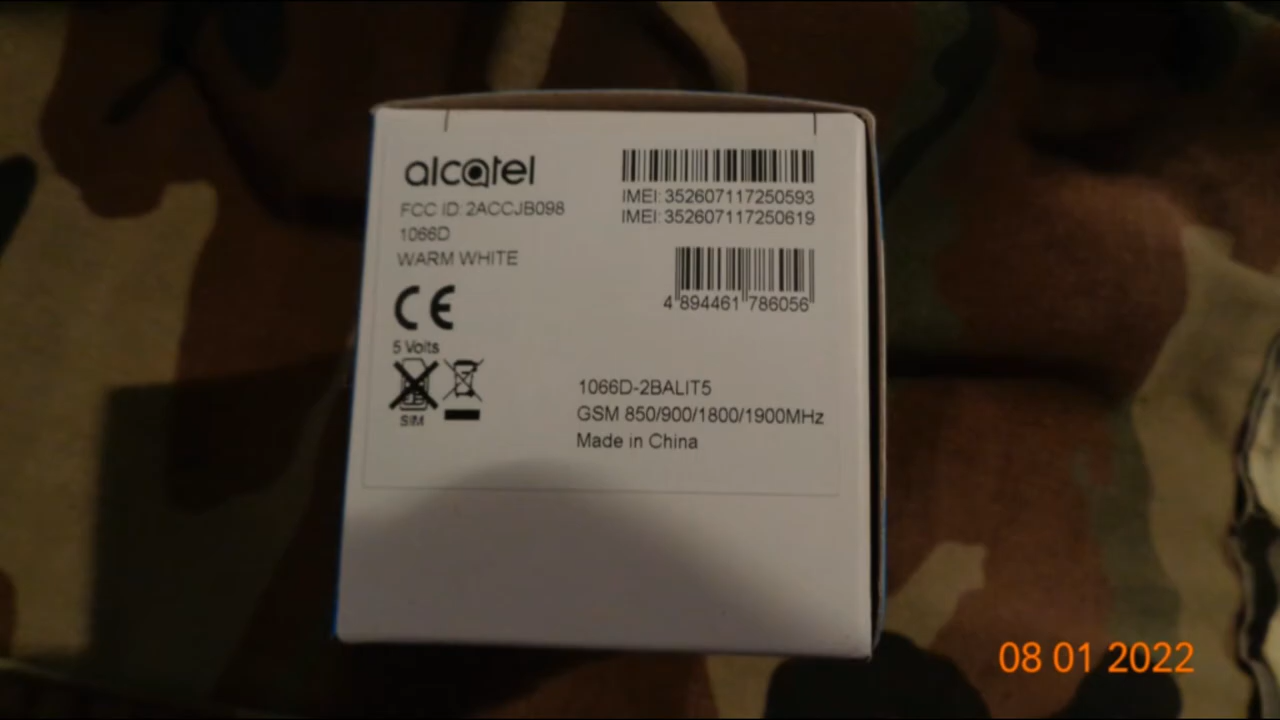 alcatel
FCC ID: 2ACCJB098
1066D
WARM WHITE
5 Volts
SIM
IMEI: 352607117250593
IMEI: 352607117250619
4 894461 786056
1066D-2BALIT5
GSM 850/900/1800/1900MHz
Made in China
08 01 2022